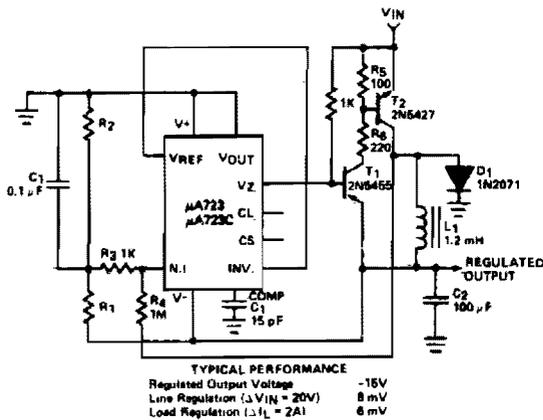 VIN
R5
100
T2
2N5427
1K
R6
220
R2
V+
VREF
VOUT
C1
0.1 µF
VZ
T1
D1
1N2071
µA723
µA723C
CL
L1
1.2 mH
CS
R3 1K
REGULATED
OUTPUT
N.I
INV.
R1
R4
1M
V-
COMP
C1
15 pF
C2
100 µF
TYPICAL PERFORMANCE
Regulated Output Voltage -15V
Line Regulation (ΔVIN = 20V) 8 mV
Load Regulation (ΔIL = 2A) 6 mV